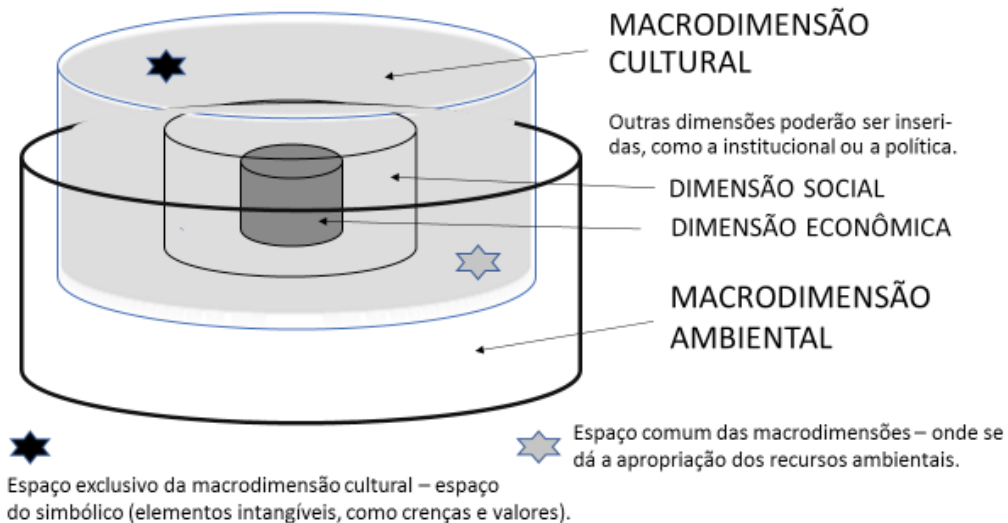 MACRODIMENSÃO
CULTURAL
Outras dimensões poderão ser inseri-
das, como a institucional ou a política.
DIMENSÃO SOCIAL
DIMENSÃO ECONÔMICA
MACRODIMENSÃO
AMBIENTAL
Espaço comum das macrodimensões – onde se
dá a apropriação dos recursos ambientais.
Espaço exclusivo da macrodimensão cultural – espaço
do simbólico (elementos intangíveis, como crenças e valores).